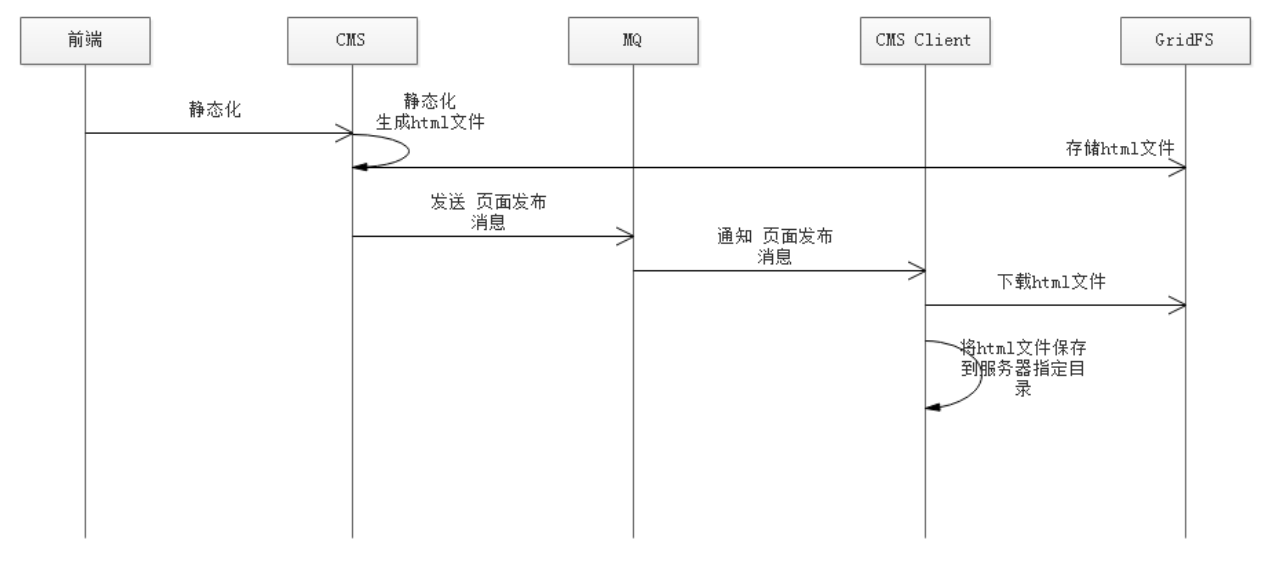 前端
CMS
MQ
CMS Client
GridFS
静态化
静态化
生成html文件
存储html文件
发送 页面发布
消息
通知 页面发布
消息
下载html文件
将html文件保存
到服务器指定目
录